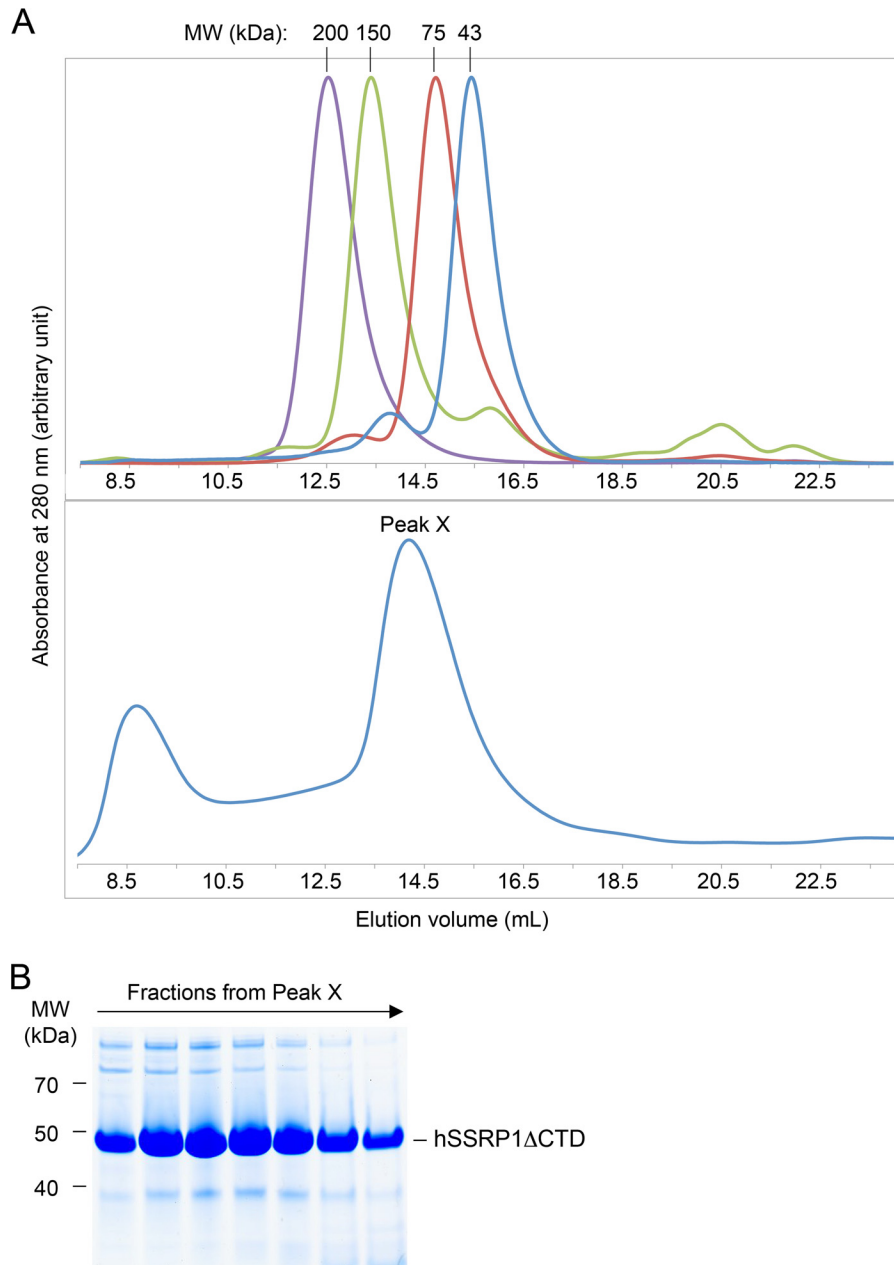 A
MW (kDa): 200 150 75 43
Absorbance at 280 nm (arbitrary unit)
8.5 10.5 12.5 14.5 16.5 18.5 20.5 22.5
Peak X
8.5 10.5 12.5 14.5 16.5 18.5 20.5 22.5
Elution volume (mL)
B
Fractions from Peak X
MW
(kDa)
70
50
hSSRP1ΔCTD
40